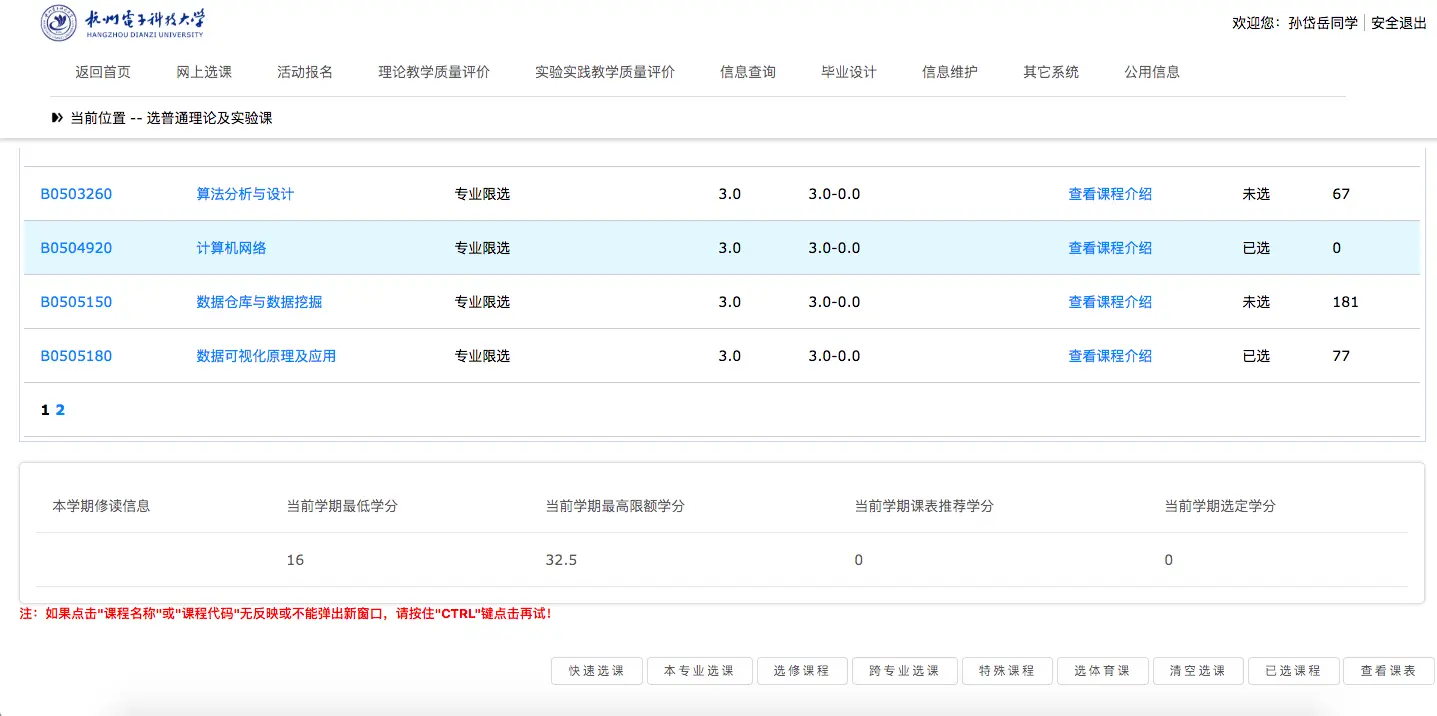 杭州电子科技大学
HANGZHOU DIANZI UNIVERSITY
欢迎您：孙岱岳同学 安全退出
返回首页 网上选课 活动报名 理论教学质量评价 实验实践教学质量评价 信息查询 毕业设计 信息维护 其它系统 公用信息
当前位置 -- 选普通理论及实验课
B0503260 算法分析与设计 专业限选 3.0 3.0-0.0 查看课程介绍 未选 67
B0504920 计算机网络 专业限选 3.0 3.0-0.0 查看课程介绍 已选 0
B0505150 数据仓库与数据挖掘 专业限选 3.0 3.0-0.0 查看课程介绍 未选 181
B0505180 数据可视化原理及应用 专业限选 3.0 3.0-0.0 查看课程介绍 已选 77
1 2
本学期修读信息 当前学期最低学分 当前学期最高限额学分 当前学期课表推荐学分 当前学期选定学分
16 32.5 0 0
注：如果点击"课程名称"或"课程代码"无反映或不能弹出新窗口，请按住"CTRL"键点击再试！
快速选课 本专业选课 选修课程 跨专业选课 特殊课程 选体育课 清空选课 已选课程 查看课表